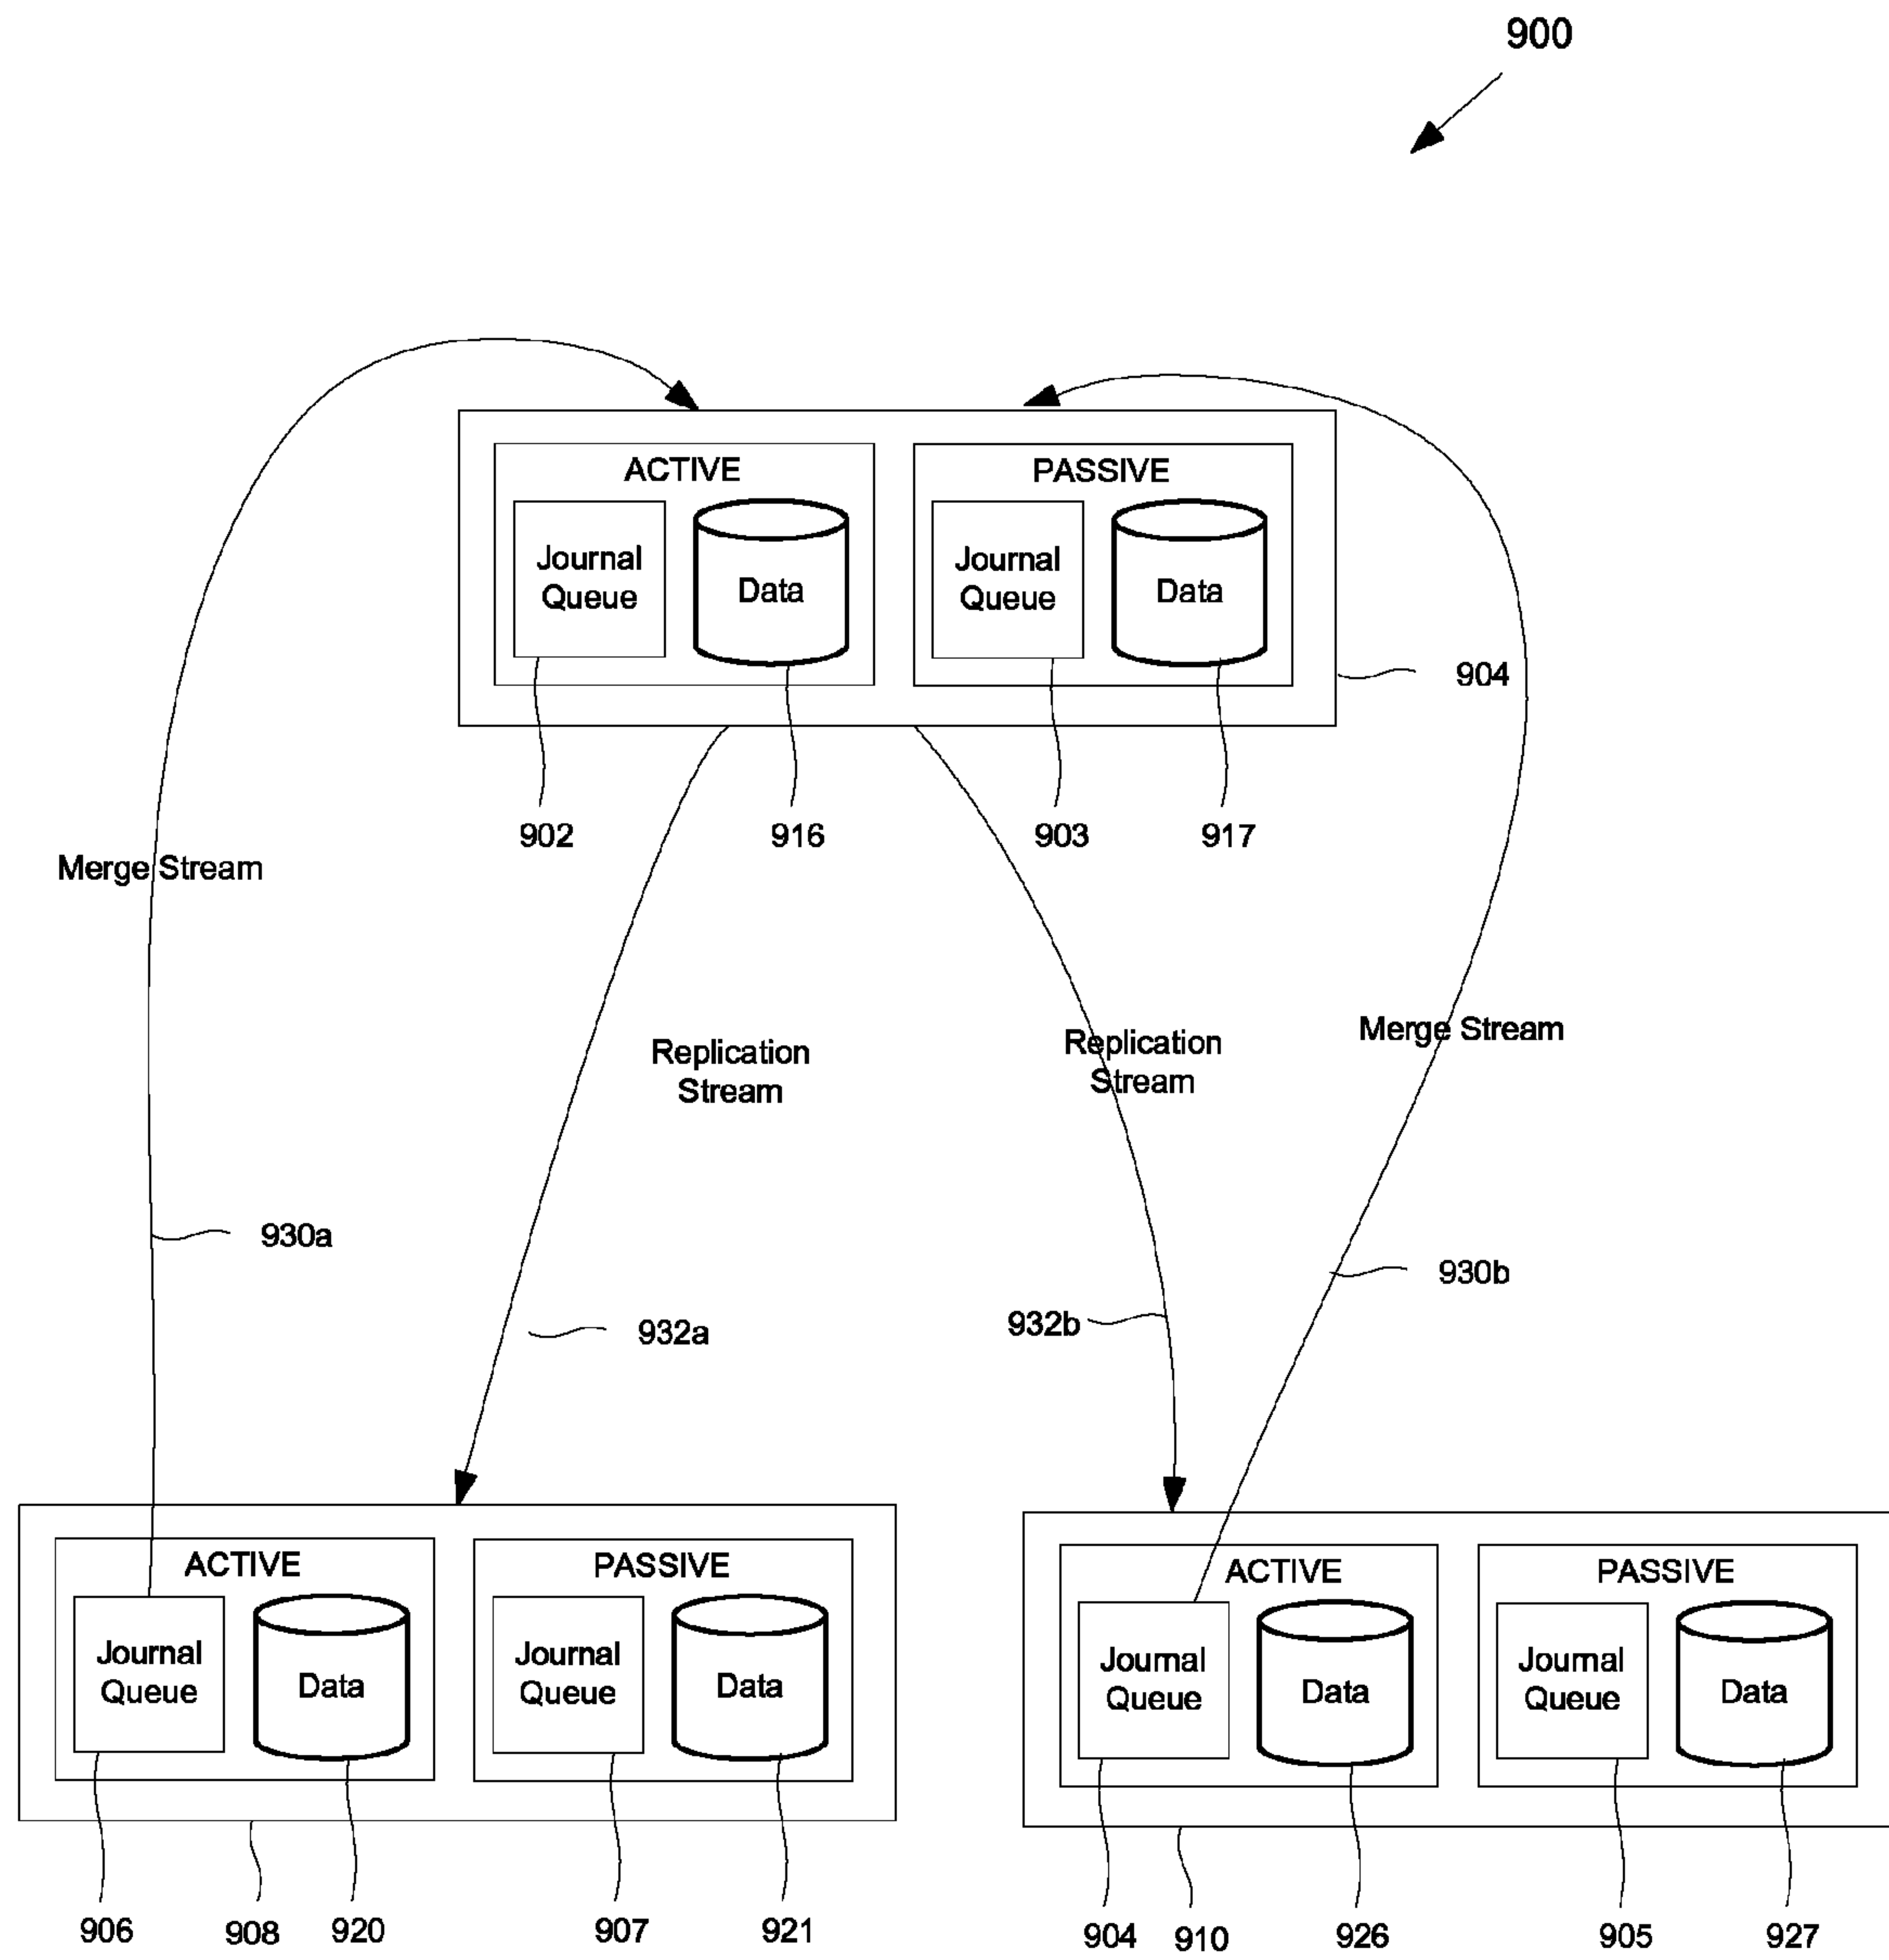 900
ACTIVE
PASSIVE
Journal
Queue
Data
Journal
Queue
Data
904
902
916
903
917
Merge Stream
Replication
Stream
Replication
Stream
Merge Stream
930a
930b
932a
932b
ACTIVE
PASSIVE
Journal
Queue
Data
Journal
Queue
Data
ACTIVE
PASSIVE
Journal
Queue
Data
Journal
Queue
Data
906
908
920
907
921
904
910
926
905
927